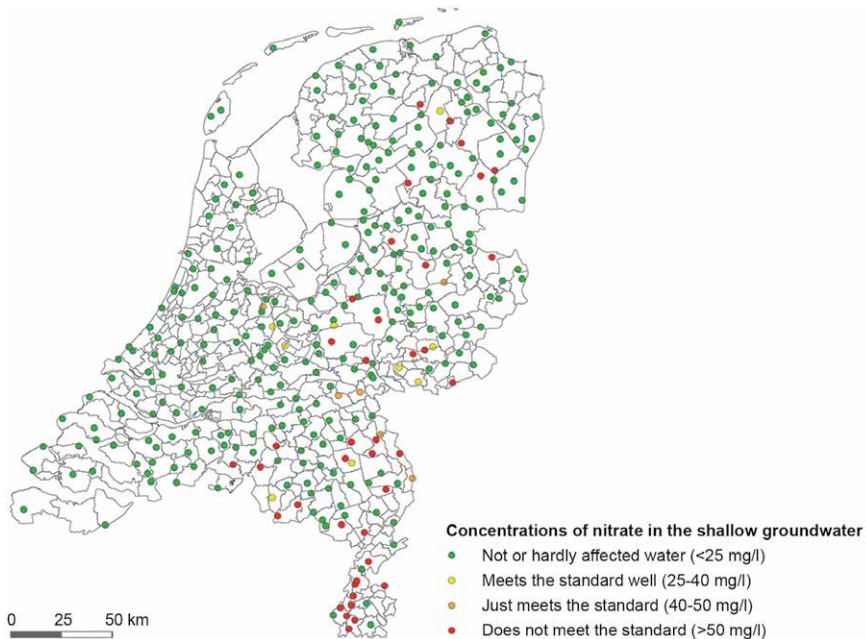 Concentrations of nitrate in the shallow groundwater
Not or hardly affected water (<25 mg/l)
Meets the standard well (25-40 mg/l)
Just meets the standard (40-50 mg/l)
Does not meet the standard (>50 mg/l)
0 25 50 km